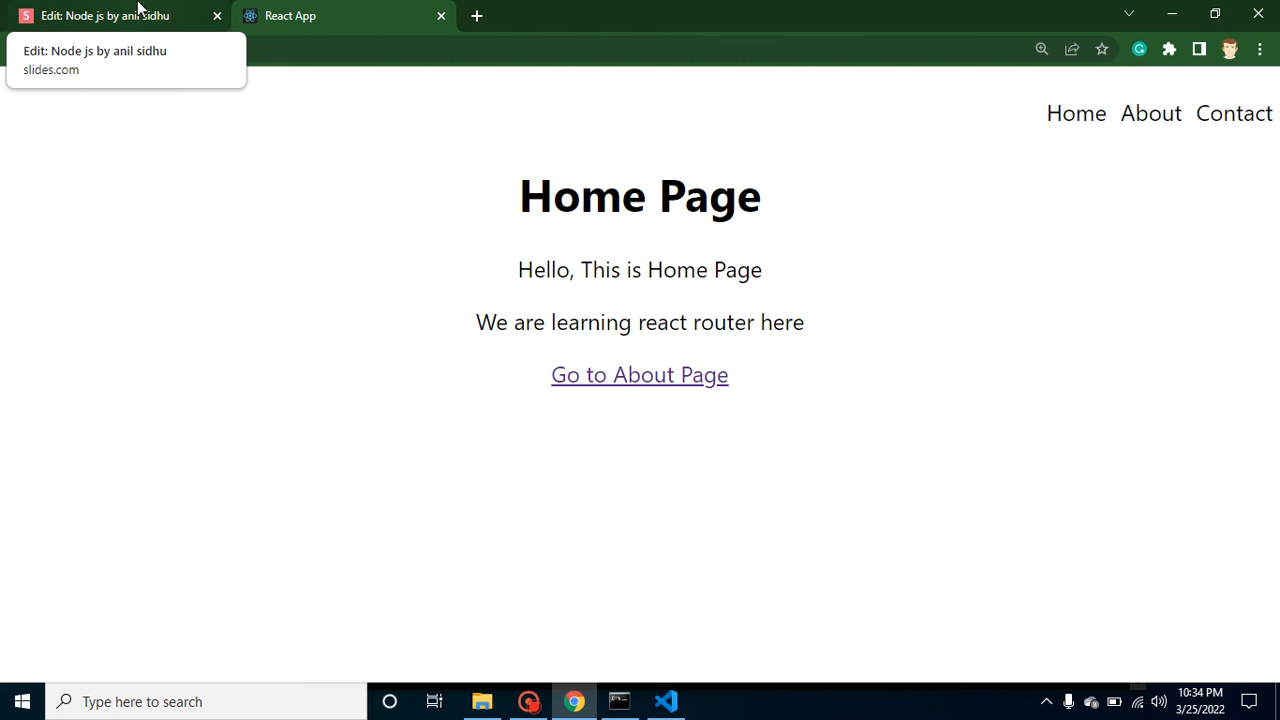 Edit: Node js by anil sidhu
React App
Edit: Node js by anil sidhu
slides.com
Home About Contact
Home Page
Hello, This is Home Page
We are learning react router here
Go to About Page
Type here to search
10:34 PM
3/25/2022